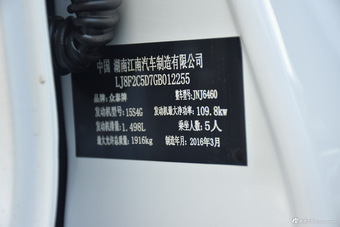 中国 湖南江南汽车制造有限公司
LJ8F2C5D7GB012255
品牌：众泰牌 整车型号：JNJ6460
发动机型号：15S4G 发动机最大净功率：109.8kw
发动机排量：1.498L 乘坐人数：5人
最大允许总质量：1916kg 制造年月：2016年3月